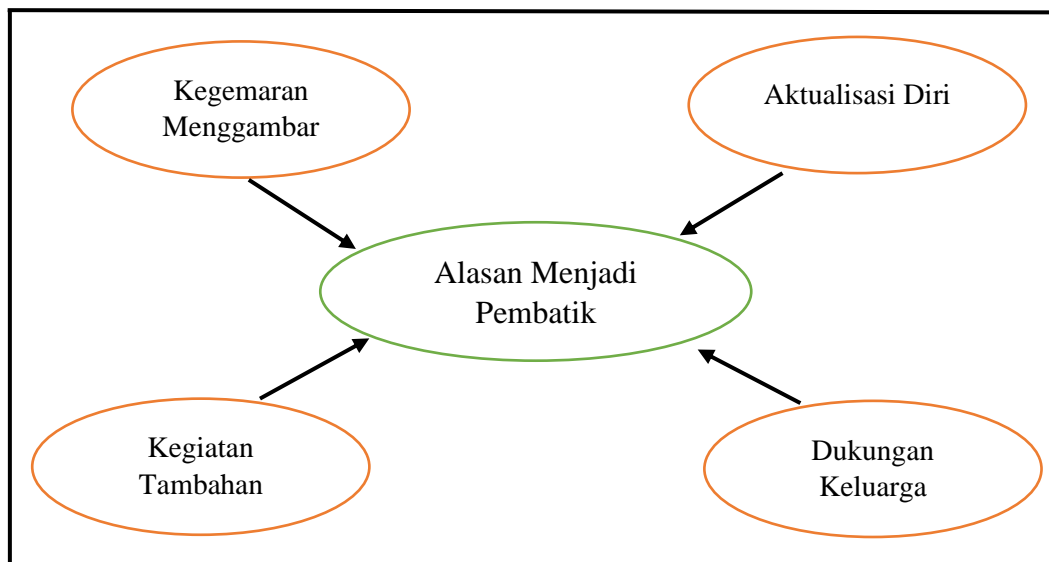 Kegemaran
Menggambar
Aktualisasi Diri
Alasan Menjadi
Pembatik
Kegiatan
Tambahan
Dukungan
Keluarga